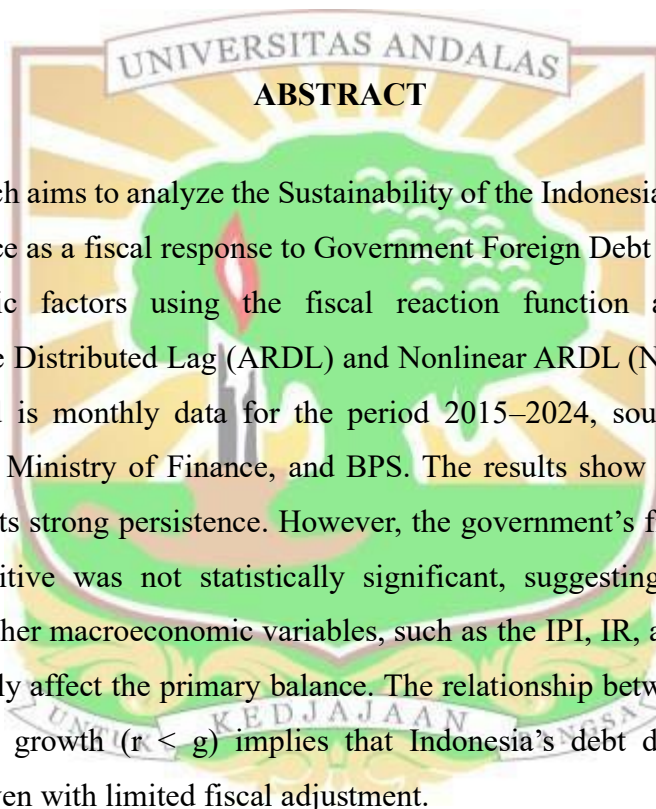 UNIVERSITAS ANDALAS
ABSTRACT
ch aims to analyze the Sustainability of the Indonesia
ce as a fiscal response to Government Foreign Debt
ic factors using the fiscal reaction function a
e Distributed Lag (ARDL) and Nonlinear ARDL (N
is monthly data for the period 2015–2024, sou
Ministry of Finance, and BPS. The results show
ts strong persistence. However, the government’s f
itive was not statistically significant, suggesting
her macroeconomic variables, such as the IPI, IR, a
ly affect the primary balance. The relationship betw
growth (r < g) implies that Indonesia’s debt d
ven with limited fiscal adjustment.
UNTUK KEDJAJAAN BANGSA